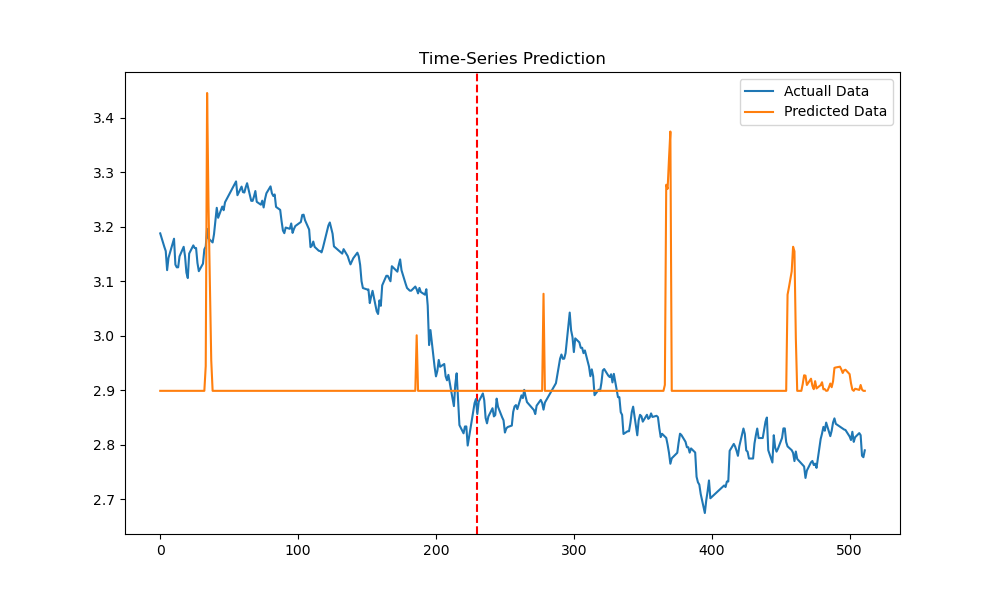 Time-Series Prediction
Actuall Data
Predicted Data
3.4
3.3
3.2
3.1
3.0
2.9
2.8
2.7
0 100 200 300 400 500